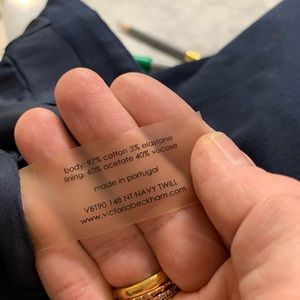 body: 97% cotton 3% elastane
lining: 60% acetate 40% viscose
made in portugal
VBT90 148 NT NAVY TWILL
www.victoriabeckham.com